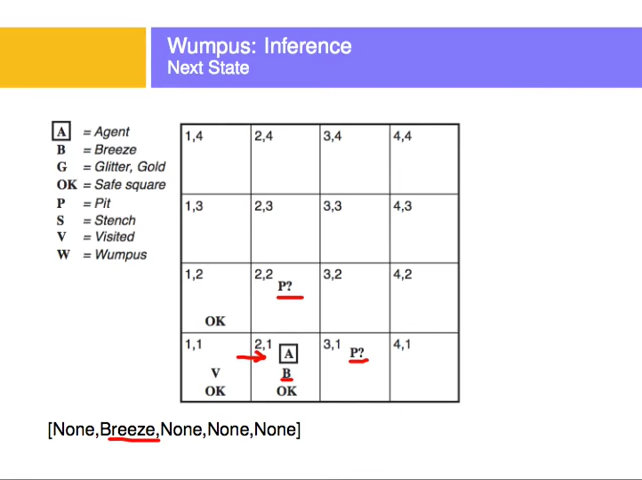 Wumpus: Inference
Next State
A = Agent
B = Breeze
G = Glitter, Gold
OK = Safe square
P = Pit
S = Stench
V = Visited
W = Wumpus
1,4 2,4 3,4 4,4
1,3 2,3 3,3 4,3
1,2 2,2 3,2 4,2
P?
OK
1,1 2,1 3,1 4,1
A P?
V B
OK OK
[None,Breeze,None,None,None]